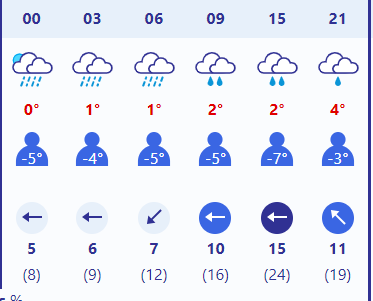 00 03 06 09 15 21
0° 1° 1° 2° 2° 4°
-5° -4° -5° -5° -7° -3°
5 6 7 10 15 11
(8) (9) (12) (16) (24) (19)
%